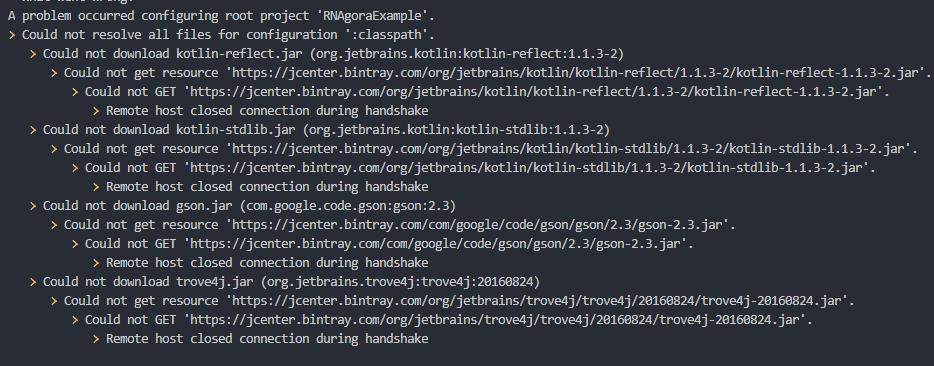 A problem occurred configuring root project 'RNAgoraExample'.
> Could not resolve all files for configuration ':classpath'.
> Could not download kotlin-reflect.jar (org.jetbrains.kotlin:kotlin-reflect:1.1.3-2)
> Could not get resource 'https://jcenter.bintray.com/org/jetbrains/kotlin/kotlin-reflect/1.1.3-2/kotlin-reflect-1.1.3-2.jar'.
> Could not GET 'https://jcenter.bintray.com/org/jetbrains/kotlin/kotlin-reflect/1.1.3-2/kotlin-reflect-1.1.3-2.jar'.
> Remote host closed connection during handshake
> Could not download kotlin-stdlib.jar (org.jetbrains.kotlin:kotlin-stdlib:1.1.3-2)
> Could not get resource 'https://jcenter.bintray.com/org/jetbrains/kotlin/kotlin-stdlib/1.1.3-2/kotlin-stdlib-1.1.3-2.jar'.
> Could not GET 'https://jcenter.bintray.com/org/jetbrains/kotlin/kotlin-stdlib/1.1.3-2/kotlin-stdlib-1.1.3-2.jar'.
> Remote host closed connection during handshake
> Could not download gson.jar (com.google.code.gson:gson:2.3)
> Could not get resource 'https://jcenter.bintray.com/com/google/code/gson/gson/2.3/gson-2.3.jar'.
> Could not GET 'https://jcenter.bintray.com/com/google/code/gson/gson/2.3/gson-2.3.jar'.
> Remote host closed connection during handshake
> Could not download trove4j.jar (org.jetbrains.trove4j:trove4j:20160824)
> Could not get resource 'https://jcenter.bintray.com/org/jetbrains/trove4j/trove4j/20160824/trove4j-20160824.jar'.
> Could not GET 'https://jcenter.bintray.com/org/jetbrains/trove4j/trove4j/20160824/trove4j-20160824.jar'.
> Remote host closed connection during handshake